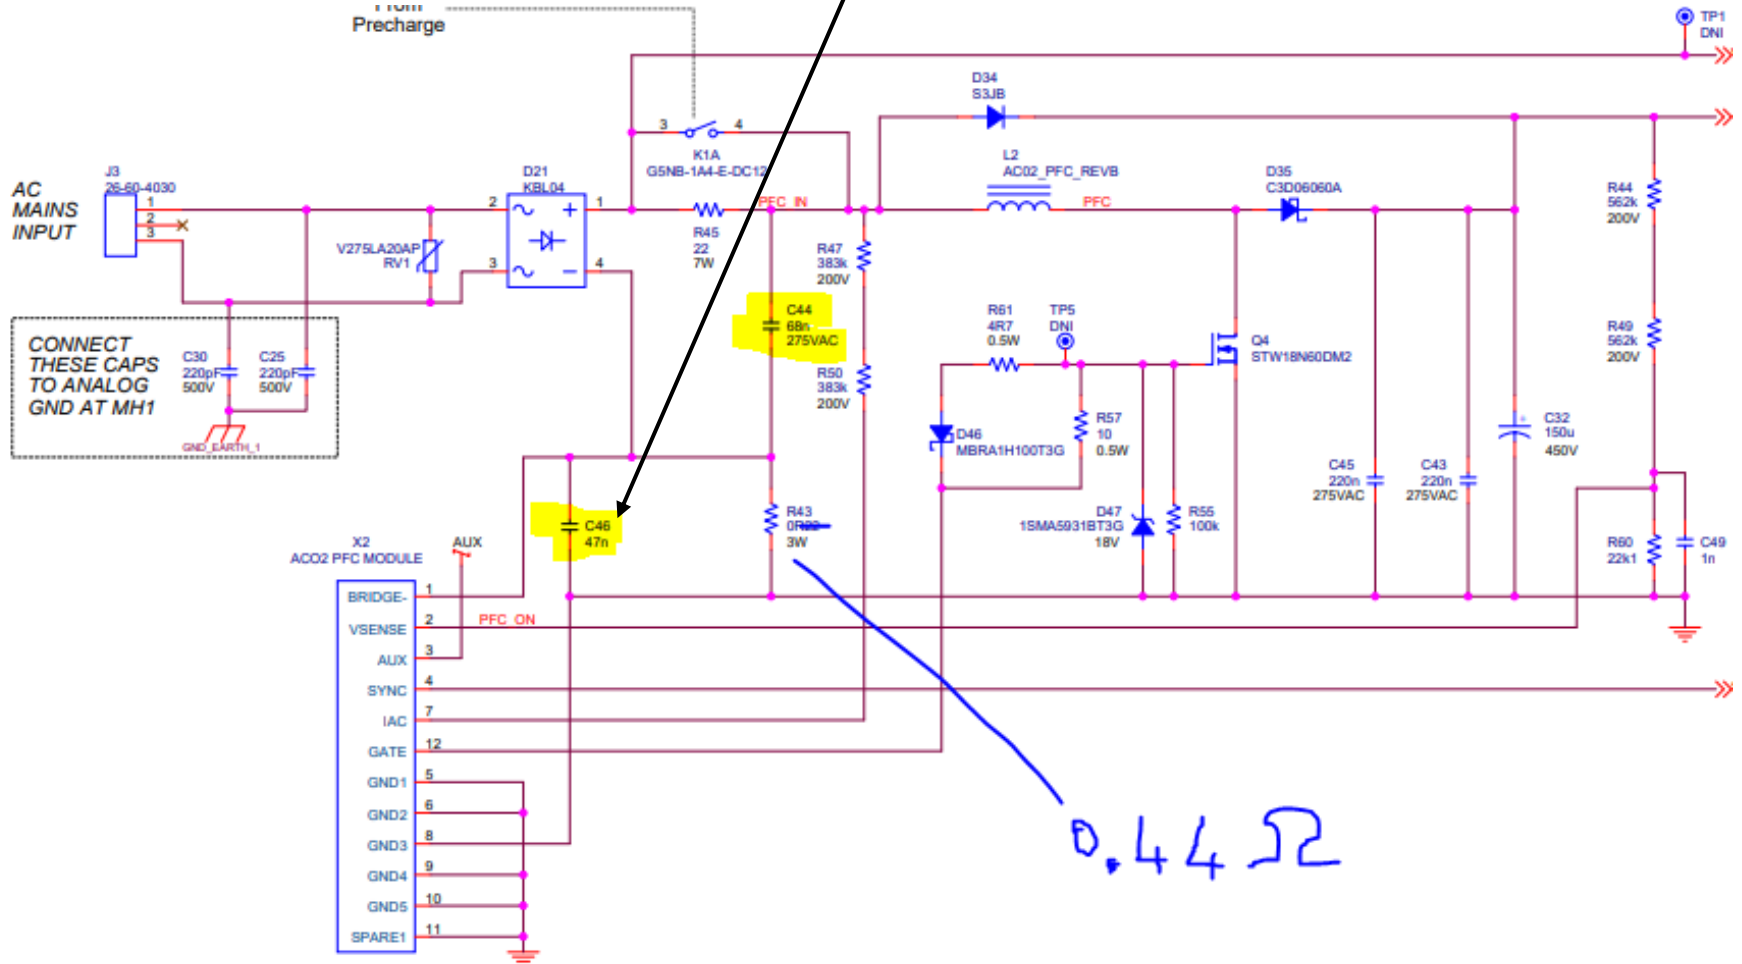 From
Precharge
TP1
DNI
D34
S3JB
3
4
K1A
G5NB-1A4-E-DC12
L2
AC02_PFC_REVB
D35
C3D06060A
J3
26-60-4030
AC
MAINS
INPUT
1
2
3
D21
KBL04
2
+
1
3
-
4
PFC_IN
PFC
R45
22
7W
V275LA20AP
RV1
R47
383k
200V
R44
562k
200V
C44
68n
275VAC
R61
4R7
0.5W
TP5
DNI
Q4
STW18N60DM2
R49
562k
200V
CONNECT
THESE CAPS
TO ANALOG
GND AT MH1
C30
220pF
500V
C25
220pF
500V
GND_EARTH_1
R50
383k
200V
D46
MBRA1H100T3G
R57
10
0.5W
C32
+
150u
450V
C45
220n
275VAC
C43
220n
275VAC
C46
47n
R43
0R22
3W
D47
1SMA5931BT3G
18V
R55
100k
R60
22k1
C49
1n
X2
ACO2 PFC MODULE
AUX
BRIDGE-
1
VSENSE
2
PFC_ON
AUX
3
SYNC
4
IAC
7
GATE
12
GND1
5
GND2
6
GND3
8
GND4
9
GND5
10
SPARE1
11
0.44Ω